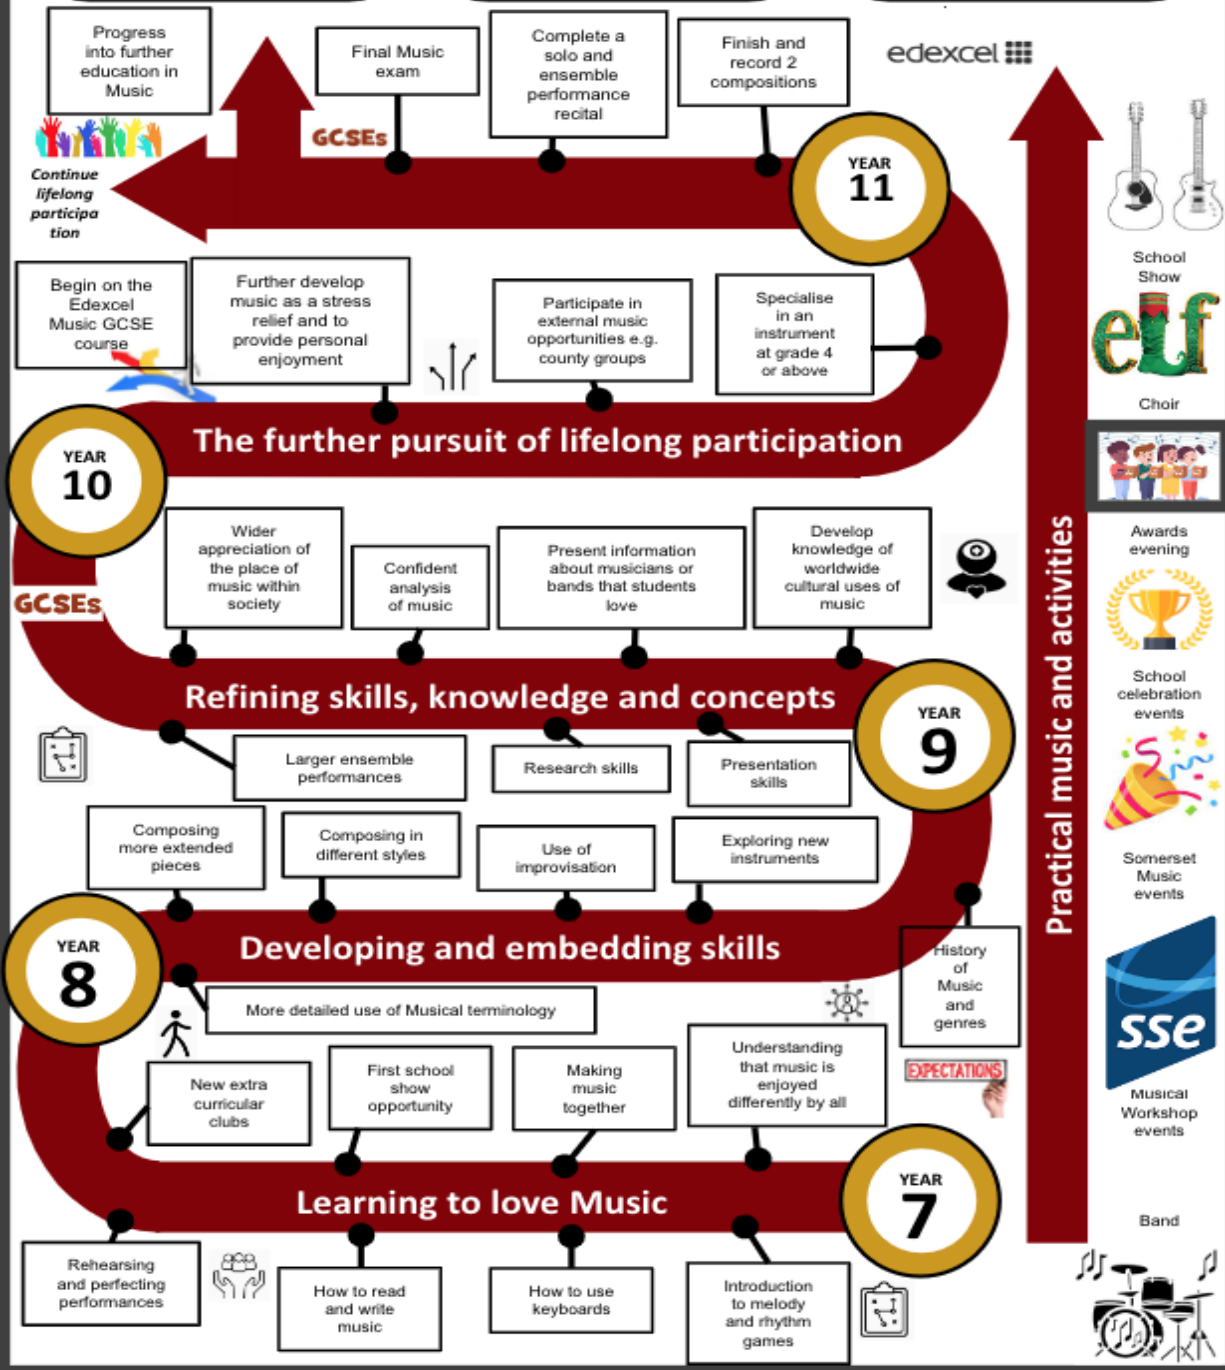 Progress
into further
education in
Music
Final Music
exam
Complete a
solo and
ensemble
performance
recital
Finish and
record 2
compositions
edexcel
GCSEs
YEAR
11
Continue
lifelong
participa
tion
School
Show
elf
Begin on the
Edexcel
Music GCSE
course
Further develop
music as a stress
relief and to
provide personal
enjoyment
Participate in
external music
opportunities e.g.
county groups
Specialise
in an
instrument
at grade 4
or above
Choir
The further pursuit of lifelong participation
YEAR
10
Wider
appreciation of
the place of
music within
society
Confident
analysis
of music
Present information
about musicians or
bands that students
love
Develop
knowledge of
worldwide
cultural uses of
music
Awards
evening
GCSEs
Practical music and activities
Refining skills, knowledge and concepts
YEAR
9
School
celebration
events
Larger ensemble
performances
Research skills
Presentation
skills
Composing
more extended
pieces
Composing in
different styles
Use of
improvisation
Exploring new
instruments
Somerset
Music
events
YEAR
8
Developing and embedding skills
History
of
Music
and
genres
More detailed use of Musical terminology
sse
New extra
curricular
clubs
First school
show
opportunity
Making
music
together
Understanding
that music is
enjoyed
differently by all
EXPECTATIONS
Musical
Workshop
events
Learning to love Music
YEAR
7
Band
Rehearsing
and perfecting
performances
How to read
and write
music
How to use
keyboards
Introduction
to melody
and rhythm
games